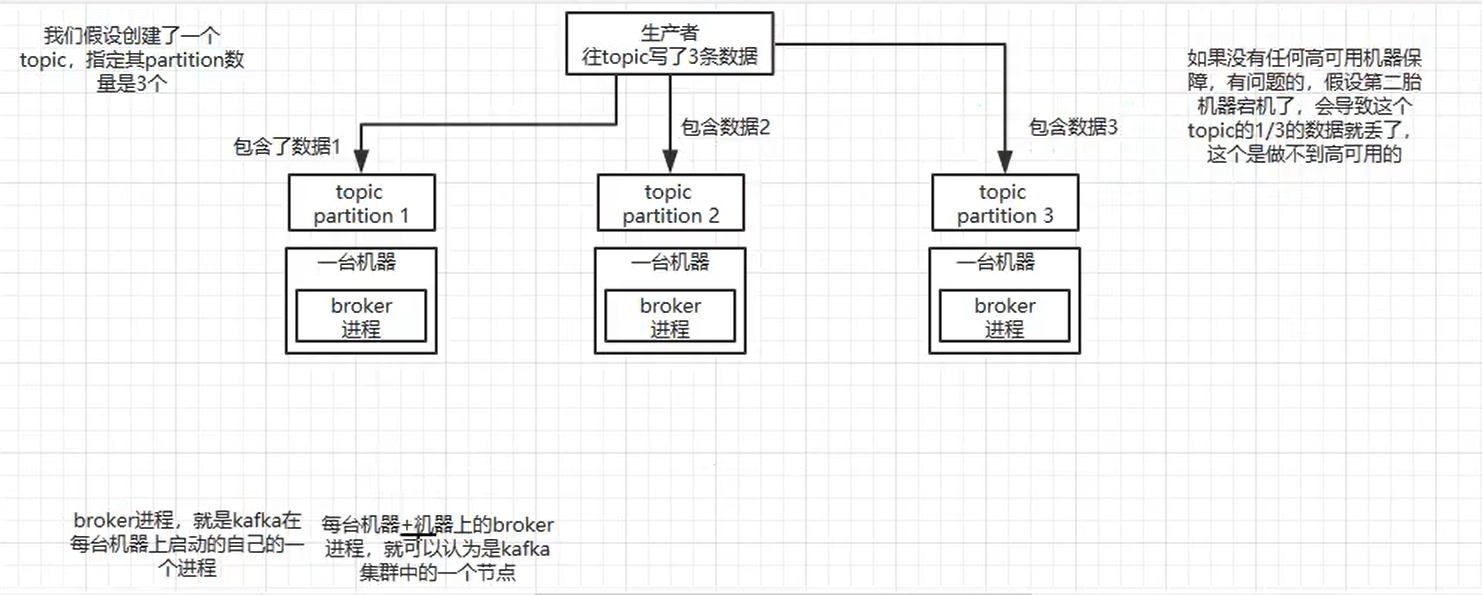 我们假设创建了一个
topic，指定其partition数
量是3个
生产者
往topic写了3条数据
如果没有任何高可用机器保
障，有问题的，假设第二胎
机器宕机了，会导致这个
topic的1/3的数据就丢了，
这个是做不到高可用的
包含了数据1
包含数据2
包含数据3
topic
partition 1
topic
partition 2
topic
partition 3
一台机器
broker
进程
一台机器
broker
进程
一台机器
broker
进程
broker进程，就是kafka在
每台机器上启动的自己的一
个进程
每台机器+机器上的broker
进程，就可以认为是kafka
集群中的一个节点